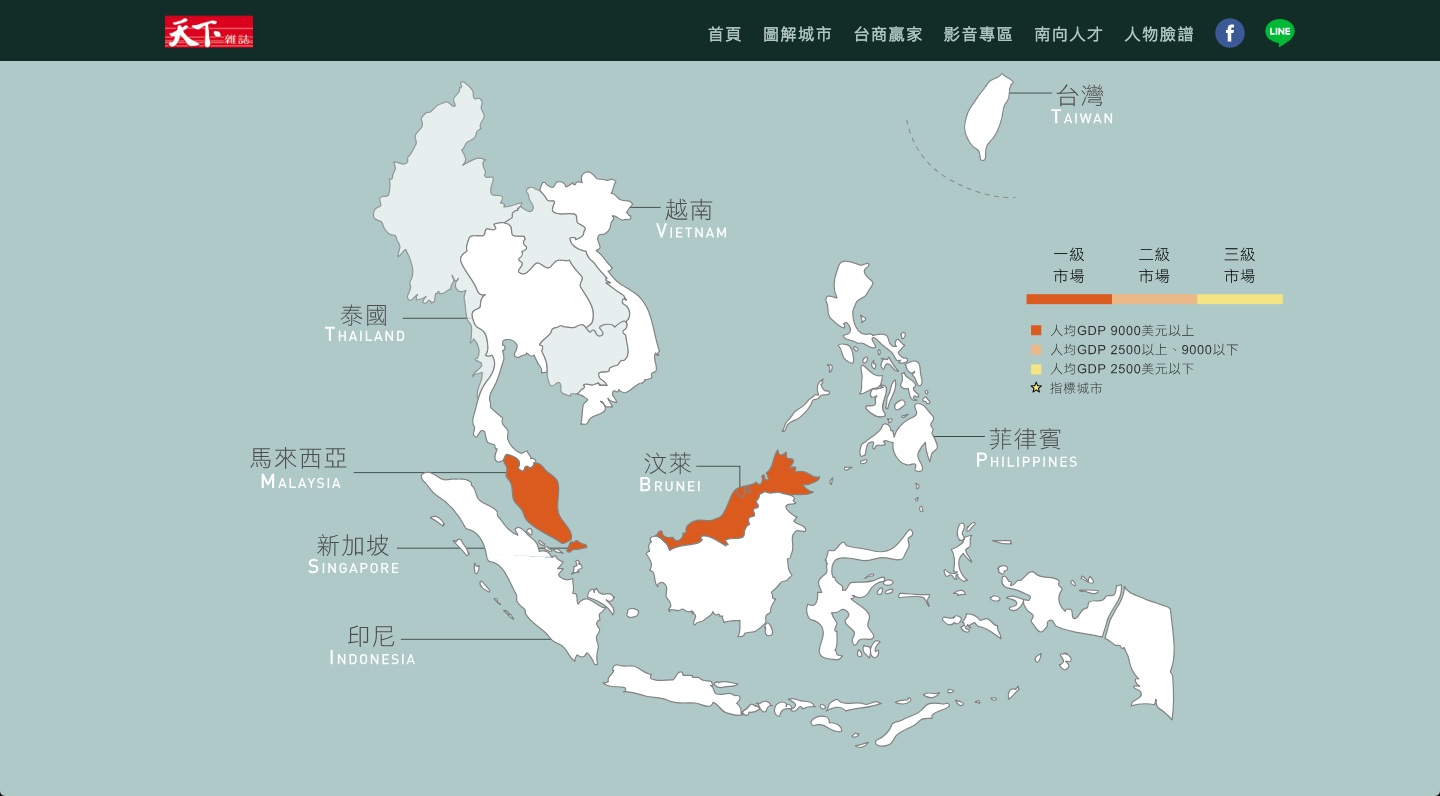 天下雜誌
首頁 圖解城市 台商贏家 影音專區 南向人才 人物臉譜 f LINE
台灣
TAIWAN
越南
VIETNAM
一級市場 二級市場 三級市場
泰國
THAILAND
人均GDP 9000美元以上
人均GDP 2500以上、9000以下
人均GDP 2500美元以下
指標城市
菲律賓
PHILIPPINES
馬來西亞
MALAYSIA
汶萊
BRUNEI
新加坡
SINGAPORE
印尼
INDONESIA